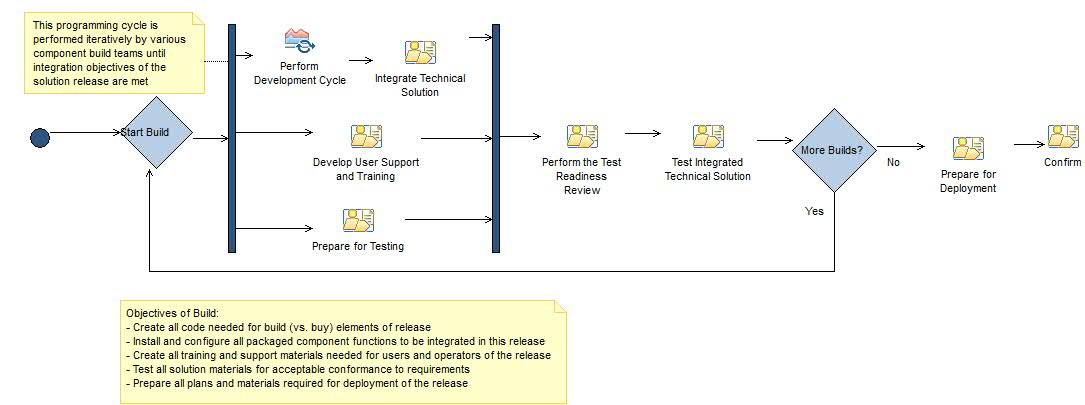 This programming cycle is
performed iteratively by various
component build teams until
integration objectives of the
solution release are met
Start Build
Perform
Development Cycle
Integrate Technical
Solution
Develop User Support
and Training
Prepare for Testing
Perform the Test
Readiness
Review
Test Integrated
Technical Solution
More Builds?
No
Yes
Prepare for
Deployment
Confirm
Objectives of Build:
- Create all code needed for build (vs. buy) elements of release
- Install and configure all packaged component functions to be integrated in this release
- Create all training and support materials needed for users and operators of the release
- Test all solution materials for acceptable conformance to requirements
- Prepare all plans and materials required for deployment of the release